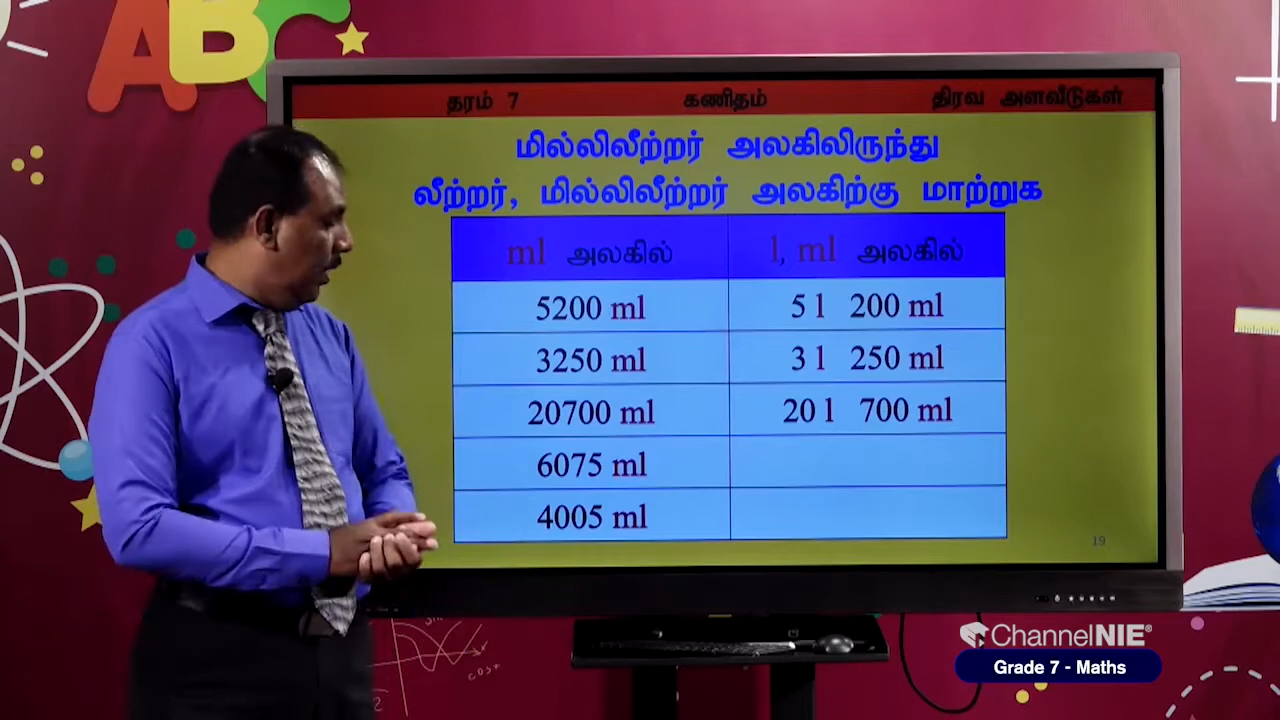 ABC
தரம் 7 கணிதம் திரவ அளவீடுகள்
மில்லிலீற்றர் அலகிலிருந்து
லீற்றர், மில்லிலீற்றர் அலகிற்கு மாற்றுக
ml அலகில் l, ml அலகில்
5200 ml 5 l 200 ml
3250 ml 3 l 250 ml
20700 ml 20 l 700 ml
6075 ml
4005 ml
19
ChannelNIE®
Grade 7 - Maths
cosx